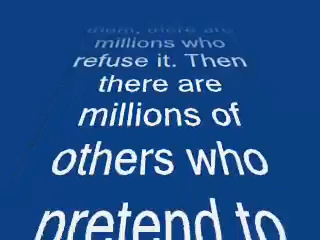 them, there are
millions who
refuse it. Then
there are
millions of
others who
pretend to